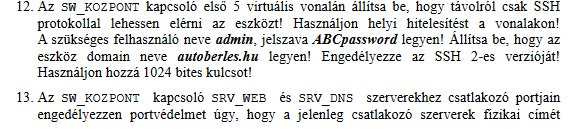 12. Az SW_KOZPONT kapcsoló első 5 virtuális vonalán állítsa be, hogy távolról csak SSH
protokollal lehessen elérni az eszközt! Használjon helyi hitelesítést a vonalakon!
A szükséges felhasználó neve admin, jelszava ABCpassword legyen! Állítsa be, hogy az
eszköz domain neve autoberles.hu legyen! Engedélyezze az SSH 2-es verzióját!
Használjon hozzá 1024 bites kulcsot!
13. Az SW_KOZPONT kapcsoló SRV_WEB és SRV_DNS szerverekhez csatlakozó portjain
engedélyezzen portvédelmet úgy, hogy a jelenleg csatlakozó szerverek fizikai címét